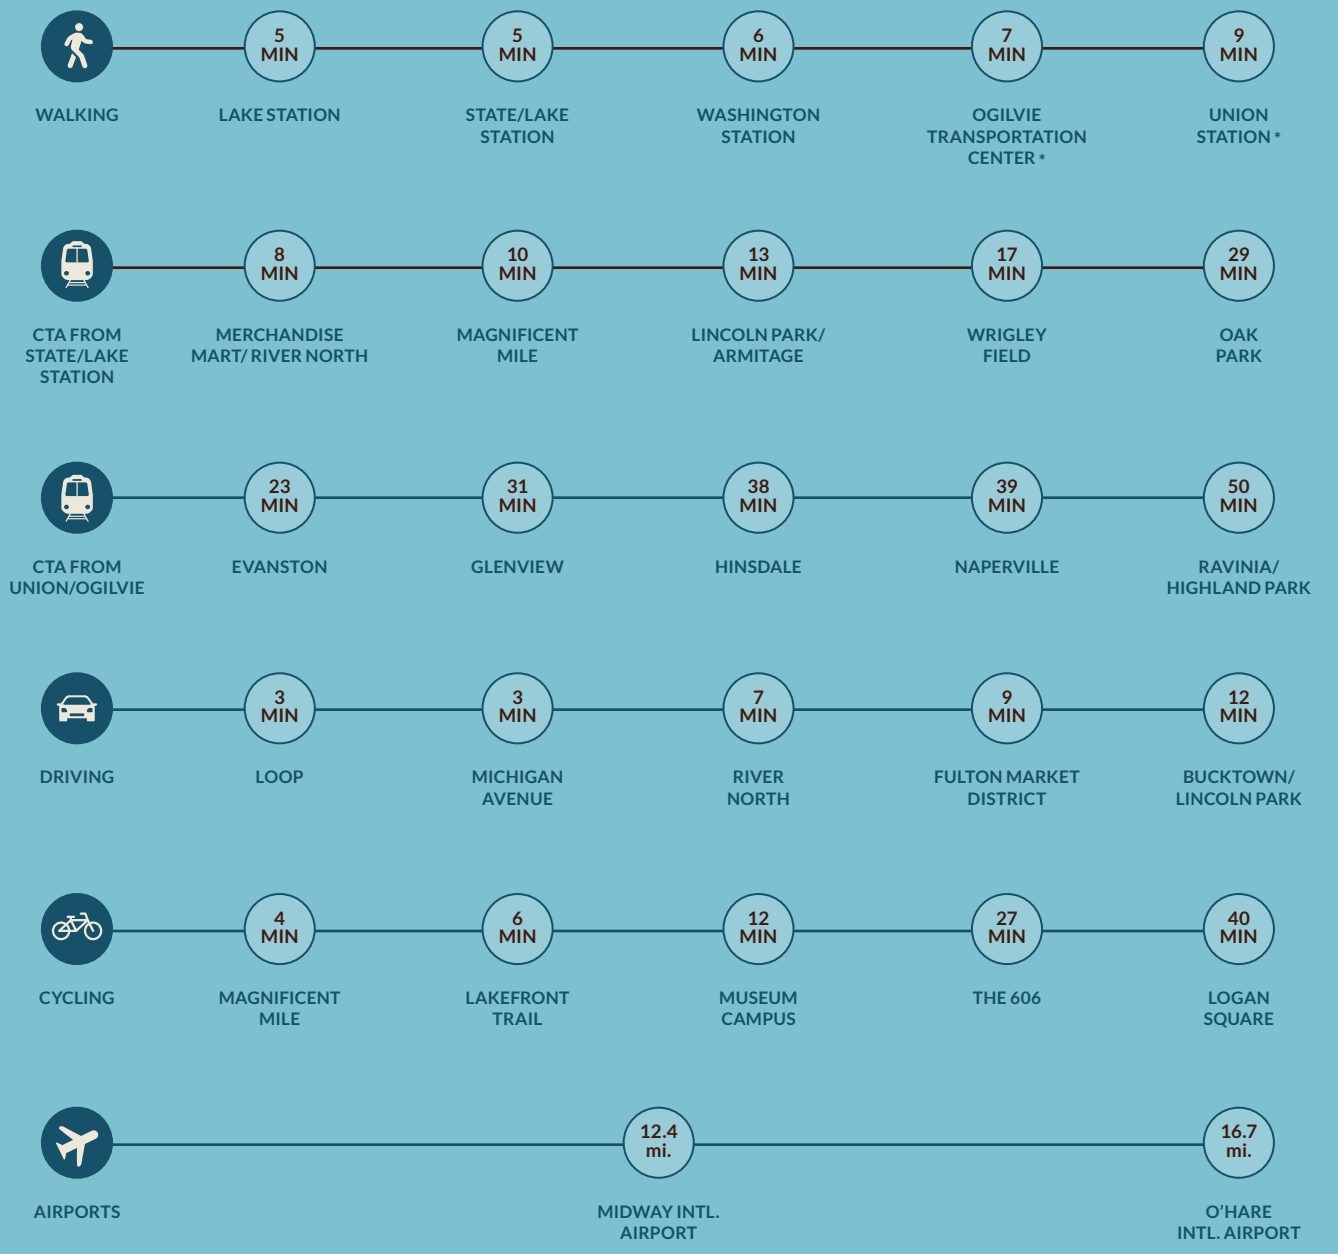 5 MIN
5 MIN
6 MIN
7 MIN
9 MIN
WALKING
LAKE STATION
STATE/LAKE
STATION
WASHINGTON
STATION
OGILVIE
TRANSPORTATION
CENTER *
UNION
STATION *
8 MIN
10 MIN
13 MIN
17 MIN
29 MIN
CTA FROM
STATE/LAKE
STATION
MERCHANDISE
MART/ RIVER NORTH
MAGNIFICENT
MILE
LINCOLN PARK/
ARMITAGE
WRIGLEY
FIELD
OAK
PARK
23 MIN
31 MIN
38 MIN
39 MIN
50 MIN
CTA FROM
UNION/OGILVIE
EVANSTON
GLENVIEW
HINSDALE
NAPERVILLE
RAVINIA/
HIGHLAND PARK
3 MIN
3 MIN
7 MIN
9 MIN
12 MIN
DRIVING
LOOP
MICHIGAN
AVENUE
RIVER
NORTH
FULTON MARKET
DISTRICT
BUCKTOWN/
LINCOLN PARK
4 MIN
6 MIN
12 MIN
27 MIN
40 MIN
CYCLING
MAGNIFICENT
MILE
LAKEFRONT
TRAIL
MUSEUM
CAMPUS
THE 606
LOGAN
SQUARE
12.4 mi.
16.7 mi.
AIRPORTS
MIDWAY INTL.
AIRPORT
O'HARE
INTL. AIRPORT